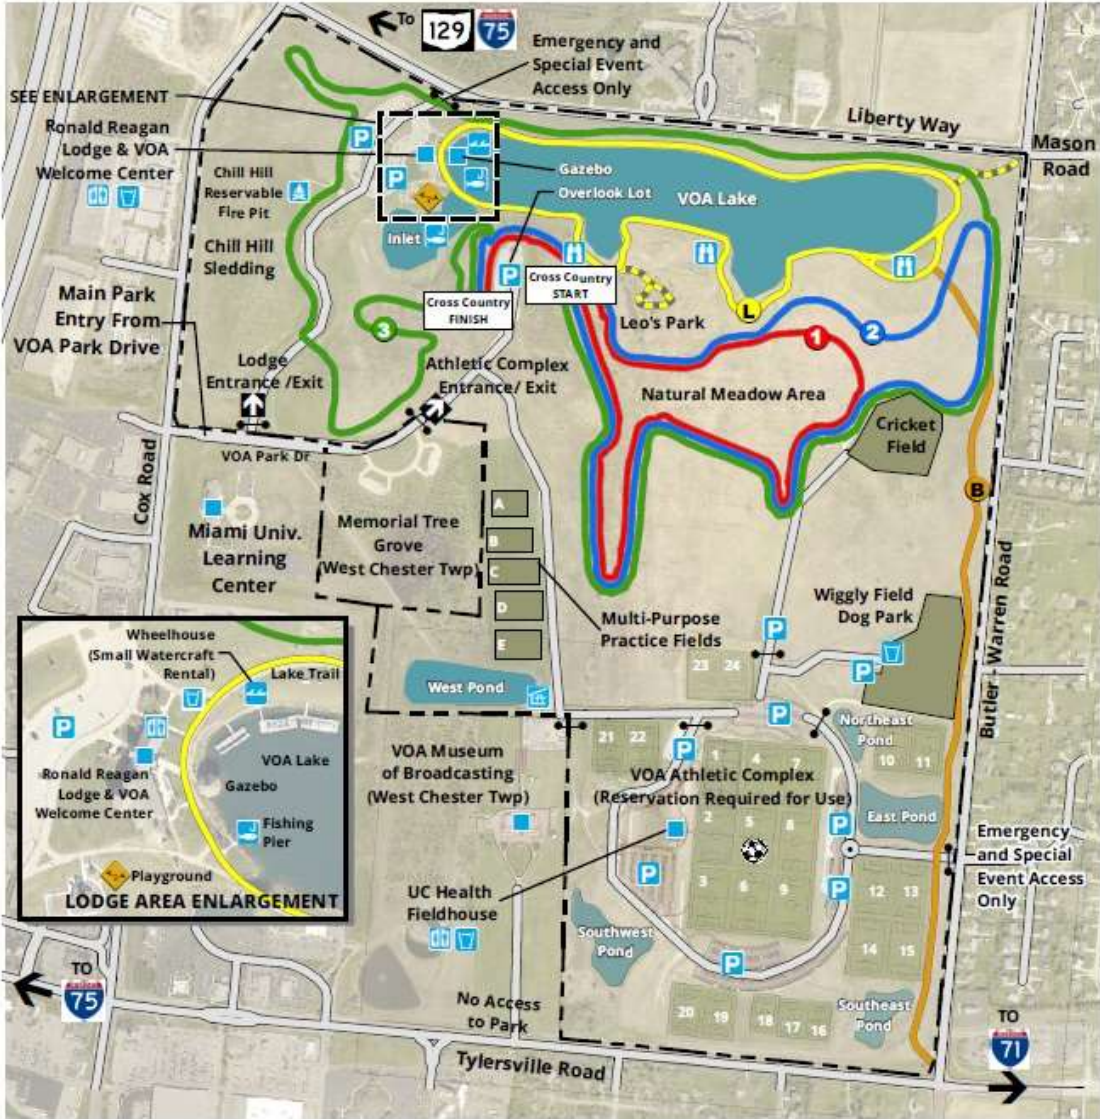 To
129
75
Emergency and
Special Event
Access Only
SEE ENLARGEMENT
Liberty Way
Mason
Road
Ronald Reagan
Lodge & VOA
Welcome Center
P
Gazebo
Overlook Lot
P
VOA Lake
Chill Hill
Reservable
Fire Pit
Inlet
Chill Hill
Sledding
P
Cross Country
START
Cross Country
FINISH
Main Park
Entry From
VOA Park Drive
L
Leo's Park
1
2
3
Lodge
Entrance /Exit
Athletic Complex
Entrance/ Exit
Natural Meadow Area
Cricket
Field
VOA Park Dr
Cox Road
B
Miami Univ.
Learning
Center
Memorial Tree
Grove
(West Chester Twp)
A
B
C
D
E
Multi-Purpose
Practice Fields
Wiggly Field
Dog Park
P
P
Butler - Warren Road
23 24
West Pond
P
Northeast
Pond
10 11
21 22
P
VOA Museum
of Broadcasting
(West Chester Twp)
1 4 7
VOA Athletic Complex
(Reservation Required for Use)
2 5 8
P
East Pond
Emergency
and Special
Event Access
Only
UC Health
Fieldhouse
P
3 6 9
P
12 13
Southwest
Pond
14 15
P
No Access
to Park
20 19 18 17 16
Southeast
Pond
TO
75
Tylersville Road
TO
71
Wheelhouse
(Small Watercraft
Rental)
Lake Trail
P
VOA Lake
Ronald Reagan
Lodge & VOA
Welcome Center
Gazebo
Fishing
Pier
Playground
LODGE AREA ENLARGEMENT